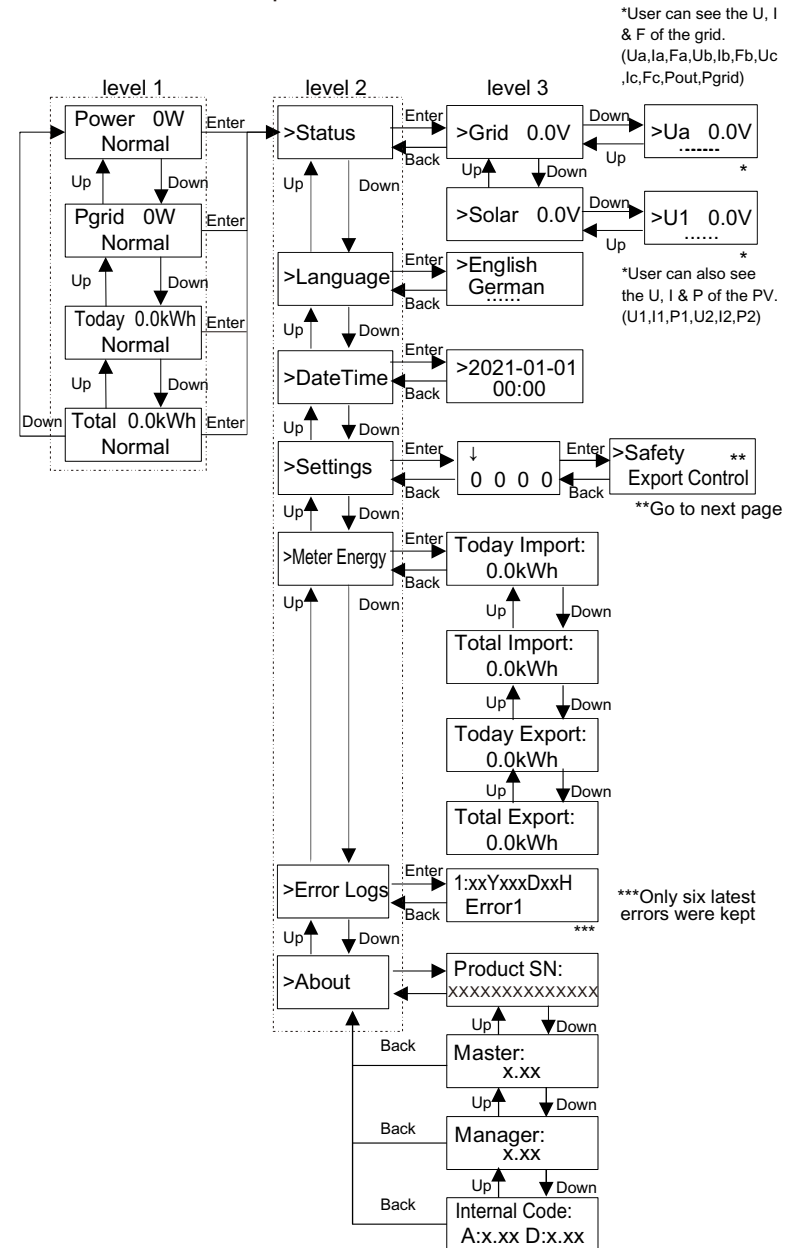 *User can see the U, I
& F of the grid.
(Ua,Ia,Fa,Ub,Ib,Fb,Uc
,Ic,Fc,Pout,Pgrid)
level 1
level 2
level 3
Power 0W
Normal
Enter
>Status
Enter
Back
>Grid 0.0V
Down
Up
>Ua 0.0V
.......
*
Up
Down
Up
Down
Up
Down
Pgrid 0W
Normal
Enter
>Solar 0.0V
Down
Up
>U1 0.0V
......
*
Up
Down
>Language
Enter
Back
>English
German
......
*User can also see
the U, I & P of the PV.
(U1,I1,P1,U2,I2,P2)
Today 0.0kWh
Normal
Enter
Up
Down
>DateTime
Enter
Back
>2021-01-01
00:00
Up
Down
Down
Total 0.0kWh
Normal
Enter
Up
Down
>Settings
Enter
Back
↓
0 0 0 0
Enter
Back
>Safety **
Export Control
**Go to next page
Up
Down
>Meter Energy
Enter
Back
Today Import:
0.0kWh
Up
Down
Up
Down
Total Import:
0.0kWh
Up
Down
Today Export:
0.0kWh
Up
Down
Total Export:
0.0kWh
>Error Logs
Enter
Back
1:xxYxxxDxxH
Error1
***
***Only six latest
errors were kept
Up
Down
>About
Product SN:
XXXXXXXXXXXXXX
Up
Down
Back
Master:
x.xx
Up
Down
Back
Manager:
x.xx
Up
Down
Back
Internal Code:
A:x.xx D:x.xx